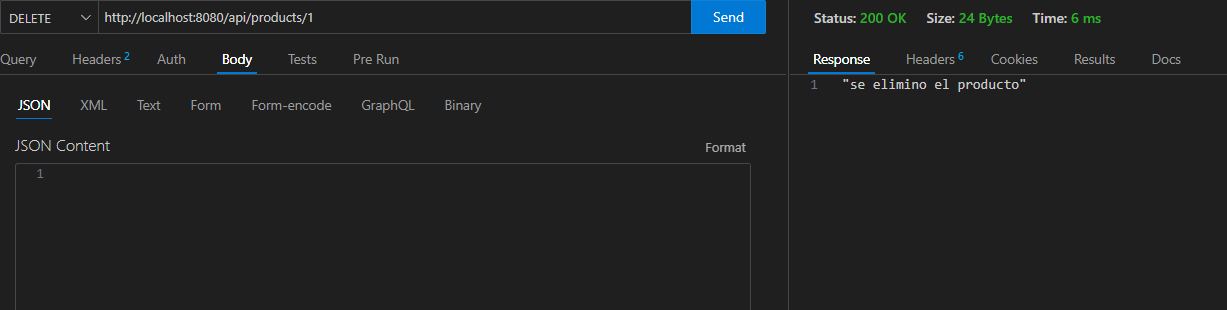 DELETE http://localhost:8080/api/products/1 Send
Query Headers 2 Auth Body Tests Pre Run
JSON XML Text Form Form-encode GraphQL Binary
JSON Content Format
1
Status: 200 OK Size: 24 Bytes Time: 6 ms
Response Headers 6 Cookies Results Docs
1 "se elimino el producto"